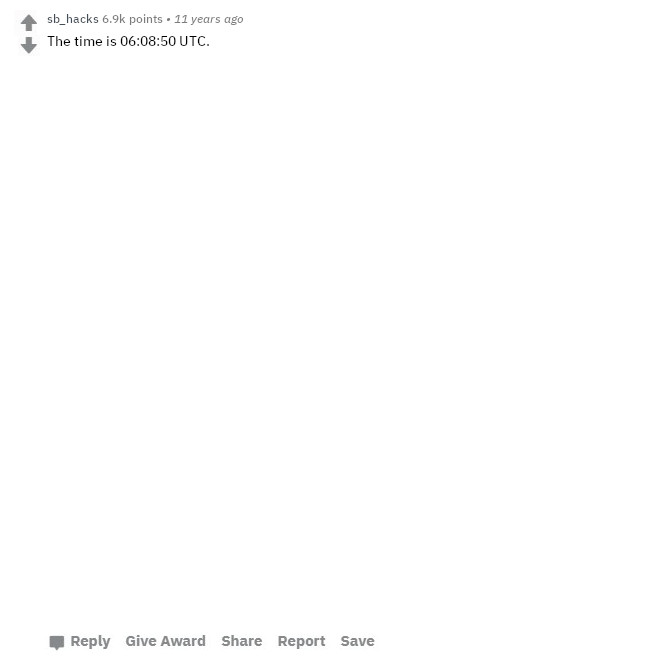 sb_hacks 6.9k points • 11 years ago
The time is 06:08:50 UTC.
Reply Give Award Share Report Save